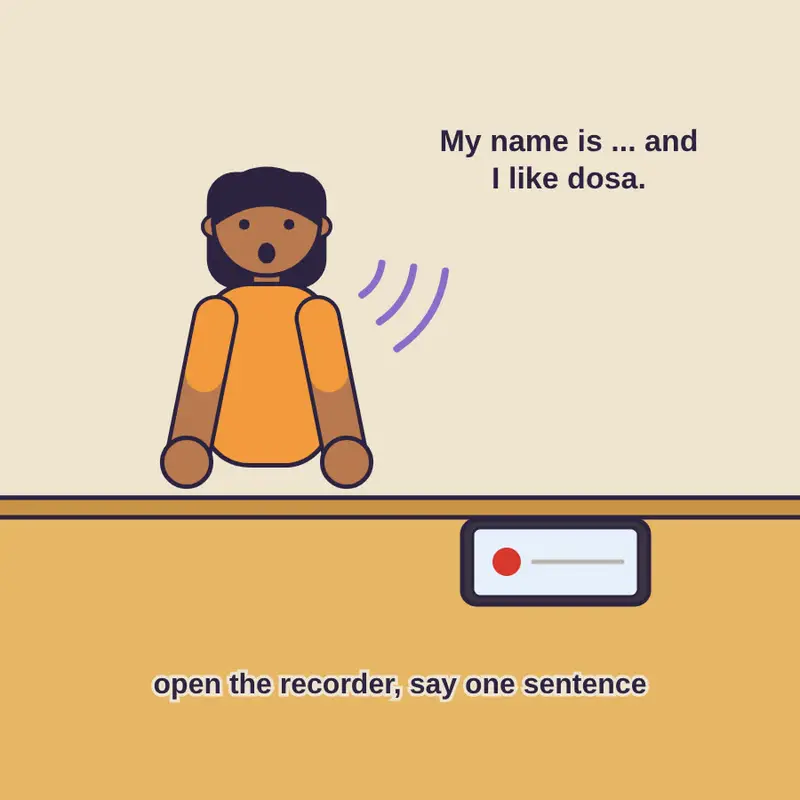 My name is ... and
I like dosa.
open the recorder, say one sentence